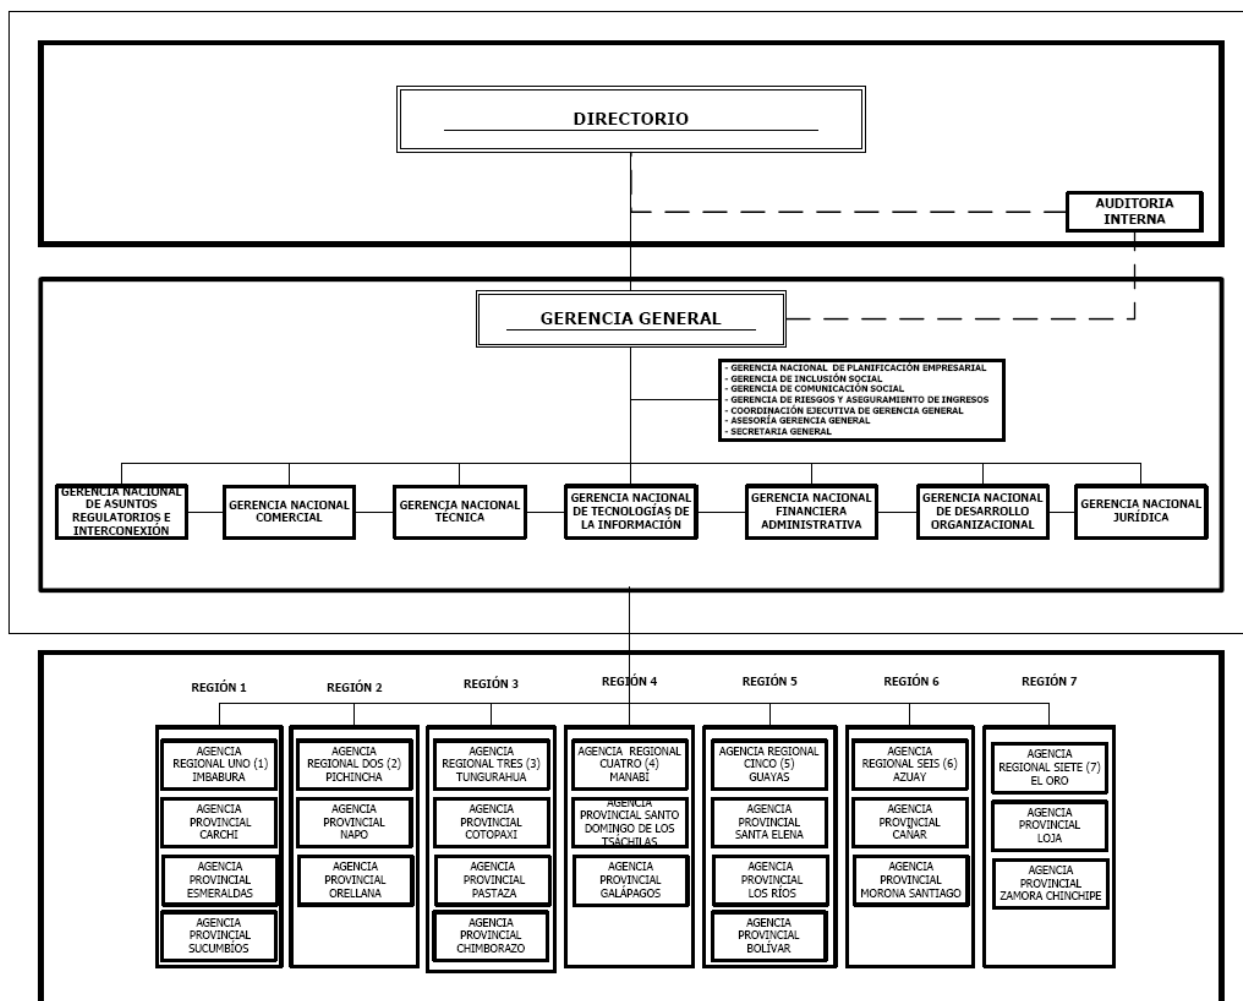 DIRECTORIO
AUDITORIA
INTERNA
GERENCIA GENERAL
- GERENCIA NACIONAL DE PLANIFICACIÓN EMPRESARIAL
- GERENCIA DE INCLUSIÓN SOCIAL
- GERENCIA DE COMUNICACIÓN SOCIAL
- GERENCIA DE RIESGOS Y ASEGURAMIENTO DE INGRESOS
- COORDINACIÓN EJECUTIVA DE GERENCIA GENERAL
- ASESORÍA GERENCIA GENERAL
- SECRETARIA GENERAL
GERENCIA NACIONAL
DE ASUNTOS
REGULATORIOS E
INTERCONEXIÓN
GERENCIA NACIONAL
COMERCIAL
GERENCIA NACIONAL
TÉCNICA
GERENCIA NACIONAL
DE TECNOLOGÍAS DE
LA INFORMACIÓN
GERENCIA NACIONAL
FINANCIERA
ADMINISTRATIVA
GERENCIA NACIONAL
DE DESARROLLO
ORGANIZACIONAL
GERENCIA NACIONAL
JURÍDICA
REGIÓN 1
AGENCIA
REGIONAL UNO (1)
IMBABURA
AGENCIA
PROVINCIAL
CARCHI
AGENCIA
PROVINCIAL
ESMERALDAS
AGENCIA
PROVINCIAL
SUCUMBÍOS
REGIÓN 2
AGENCIA
REGIONAL DOS (2)
PICHINCHA
AGENCIA
PROVINCIAL
NAPO
AGENCIA
PROVINCIAL
ORELLANA
REGIÓN 3
AGENCIA
REGIONAL TRES (3)
TUNGURAHUA
AGENCIA
PROVINCIAL
COTOPAXI
AGENCIA
PROVINCIAL
PASTAZA
AGENCIA
PROVINCIAL
CHIMBORAZO
REGIÓN 4
AGENCIA REGIONAL
CUATRO (4)
MANABÍ
AGENCIA
PROVINCIAL SANTO
DOMINGO DE LOS
TSÁCHILAS
AGENCIA
PROVINCIAL
GALÁPAGOS
REGIÓN 5
AGENCIA REGIONAL
CINCO (5)
GUAYAS
AGENCIA
PROVINCIAL
SANTA ELENA
AGENCIA
PROVINCIAL
LOS RÍOS
AGENCIA
PROVINCIAL
BOLÍVAR
REGIÓN 6
AGENCIA
REGIONAL SEIS (6)
AZUAY
AGENCIA
PROVINCIAL
CAÑAR
AGENCIA
PROVINCIAL
MORONA SANTIAGO
REGIÓN 7
AGENCIA
REGIONAL SIETE (7)
EL ORO
AGENCIA
PROVINCIAL
LOJA
AGENCIA
PROVINCIAL
ZAMORA CHINCHIPE